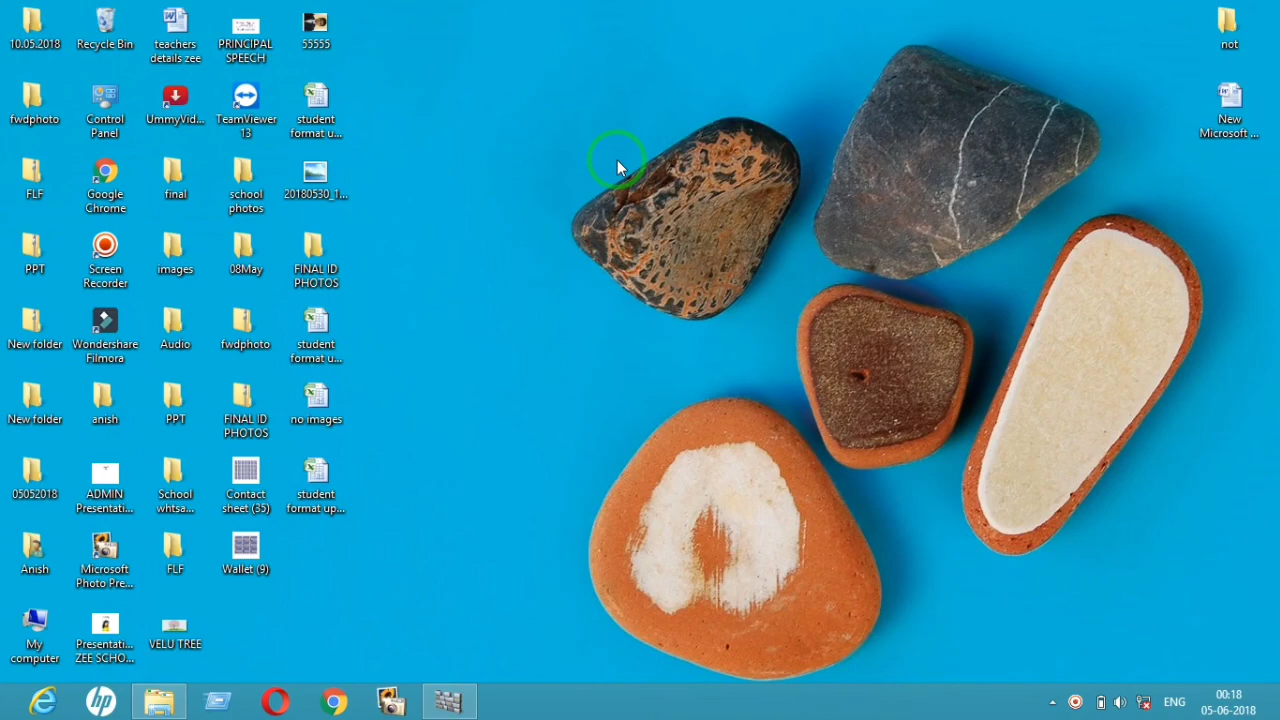 10.05.2018
Recycle Bin
teachers
details zee
PRINCIPAL
SPEECH
55555
not
fwdphoto
Control
Panel
UmmyVid...
TeamViewer
13
student
format u...
New
Microsoft ...
FLF
Google
Chrome
final
school
photos
20180530_1...
PPT
Screen
Recorder
images
08May
FINAL ID
PHOTOS
New folder
Wondershare
Filmora
Audio
fwdphoto
student
format u...
New folder
anish
PPT
FINAL ID
PHOTOS
no images
05052018
ADMIN
Presentati...
School
whtsa...
Contact
sheet (35)
student
format up...
Anish
Microsoft
Photo Pre...
FLF
Wallet (9)
My
computer
Presentati...
ZEE SCHO...
VELU TREE
hp
ENG
00:18
05-06-2018